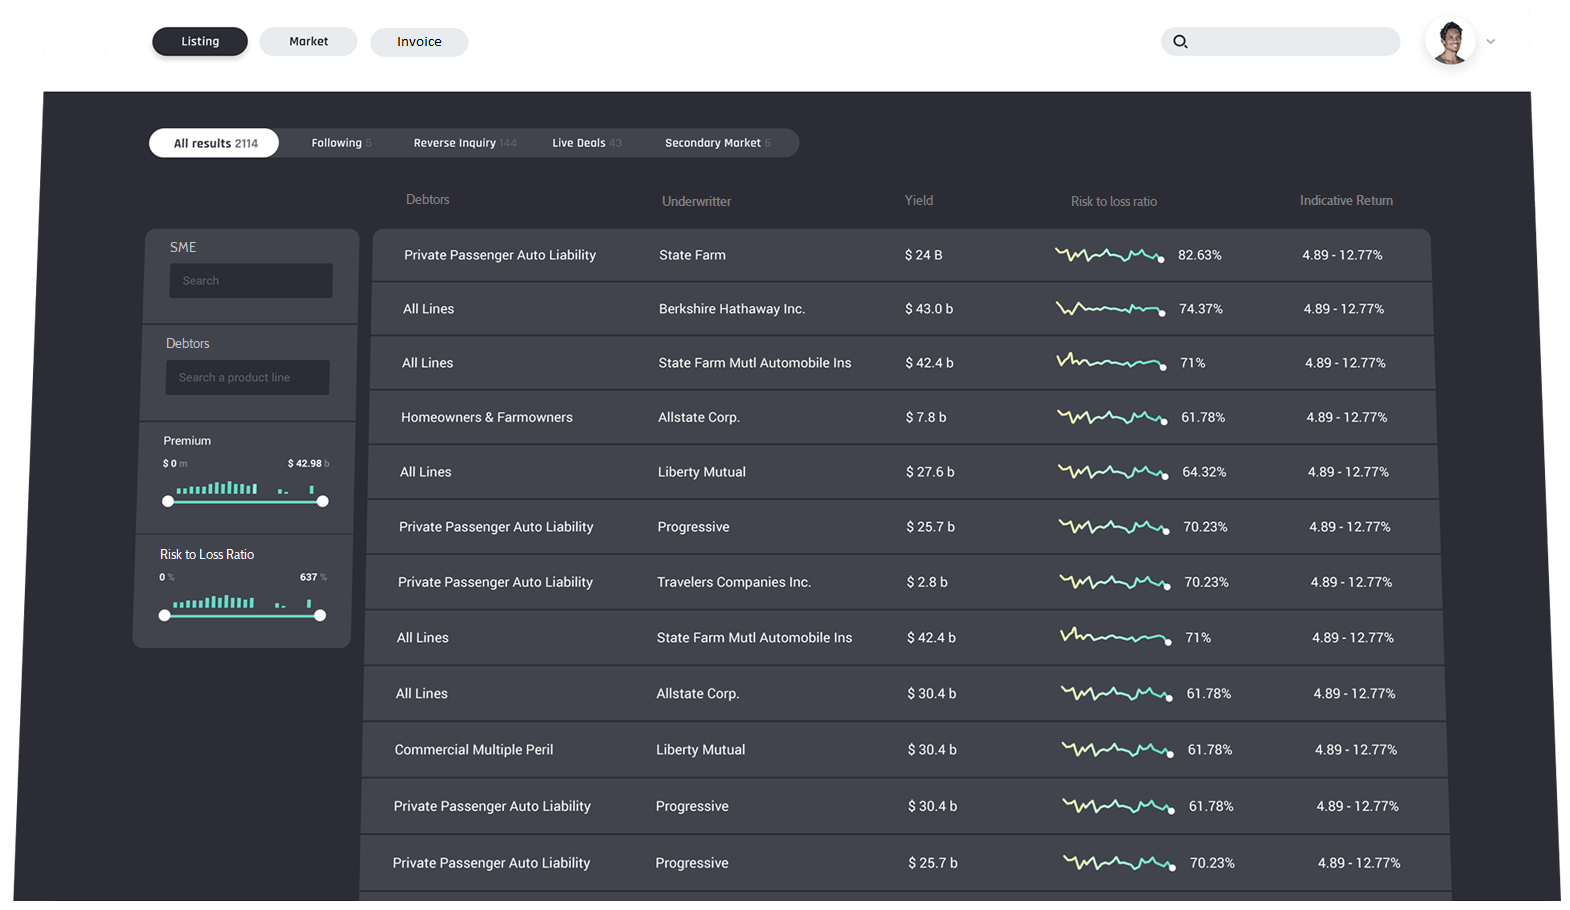 Listing Market Invoice
All results 2114 Following 5 Reverse Inquiry 144 Live Deals 43 Secondary Market 6
Debtors Underwritter Yield Risk to loss ratio Indicative Return
SME
Search
Debtors
Search a product line
Premium
$ 0 m $ 42.98 b
Risk to Loss Ratio
0 % 637 %
Private Passenger Auto Liability State Farm $ 24 B 82.63% 4.89 - 12.77%
All Lines Berkshire Hathaway Inc. $ 43.0 b 74.37% 4.89 - 12.77%
All Lines State Farm Mutl Automobile Ins $ 42.4 b 71% 4.89 - 12.77%
Homeowners & Farmowners Allstate Corp. $ 7.8 b 61.78% 4.89 - 12.77%
All Lines Liberty Mutual $ 27.6 b 64.32% 4.89 - 12.77%
Private Passenger Auto Liability Progressive $ 25.7 b 70.23% 4.89 - 12.77%
Private Passenger Auto Liability Travelers Companies Inc. $ 2.8 b 70.23% 4.89 - 12.77%
All Lines State Farm Mutl Automobile Ins $ 42.4 b 71% 4.89 - 12.77%
All Lines Allstate Corp. $ 30.4 b 61.78% 4.89 - 12.77%
Commercial Multiple Peril Liberty Mutual $ 30.4 b 61.78% 4.89 - 12.77%
Private Passenger Auto Liability Progressive $ 30.4 b 61.78% 4.89 - 12.77%
Private Passenger Auto Liability Progressive $ 25.7 b 70.23% 4.89 - 12.77%